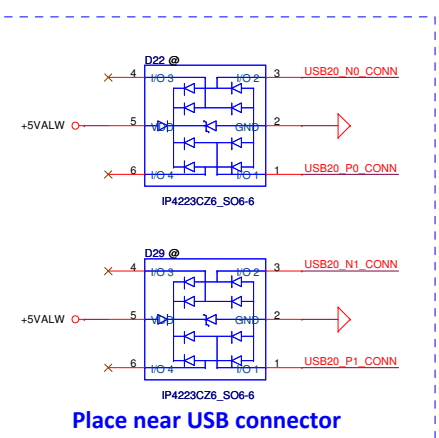 D22 @
4 I/O 3 I/O 2 3 USB20_N0_CONN
+5VALW 5 VDD GND 2
6 I/O 4 I/O 1 1 USB20_P0_CONN
IP4223CZ6_SO6-6
D29 @
4 I/O 3 I/O 2 3 USB20_N1_CONN
+5VALW 5 VDD GND 2
6 I/O 4 I/O 1 1 USB20_P1_CONN
IP4223CZ6_SO6-6
Place near USB connector